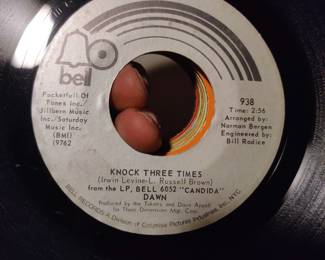 bell
Pocketfull Of
Tunes Inc./
Jillbern Music
Inc./Saturday
Music Inc.
(BMI)
(9762
938
Time: 2:56
Arranged by:
Norman Bergen
Engineered by:
Bill Radice
KNOCK THREE TIMES
(Irwin Levine-L. Russell Brown)
from the LP, BELL 6052 "CANDIDA"
DAWN
Produced by the Tokens and Dave Appell
for Three Dimension Mgt. Corp.
BELL RECORDS A Division of Columbia Pictures Industries, Inc., NYC